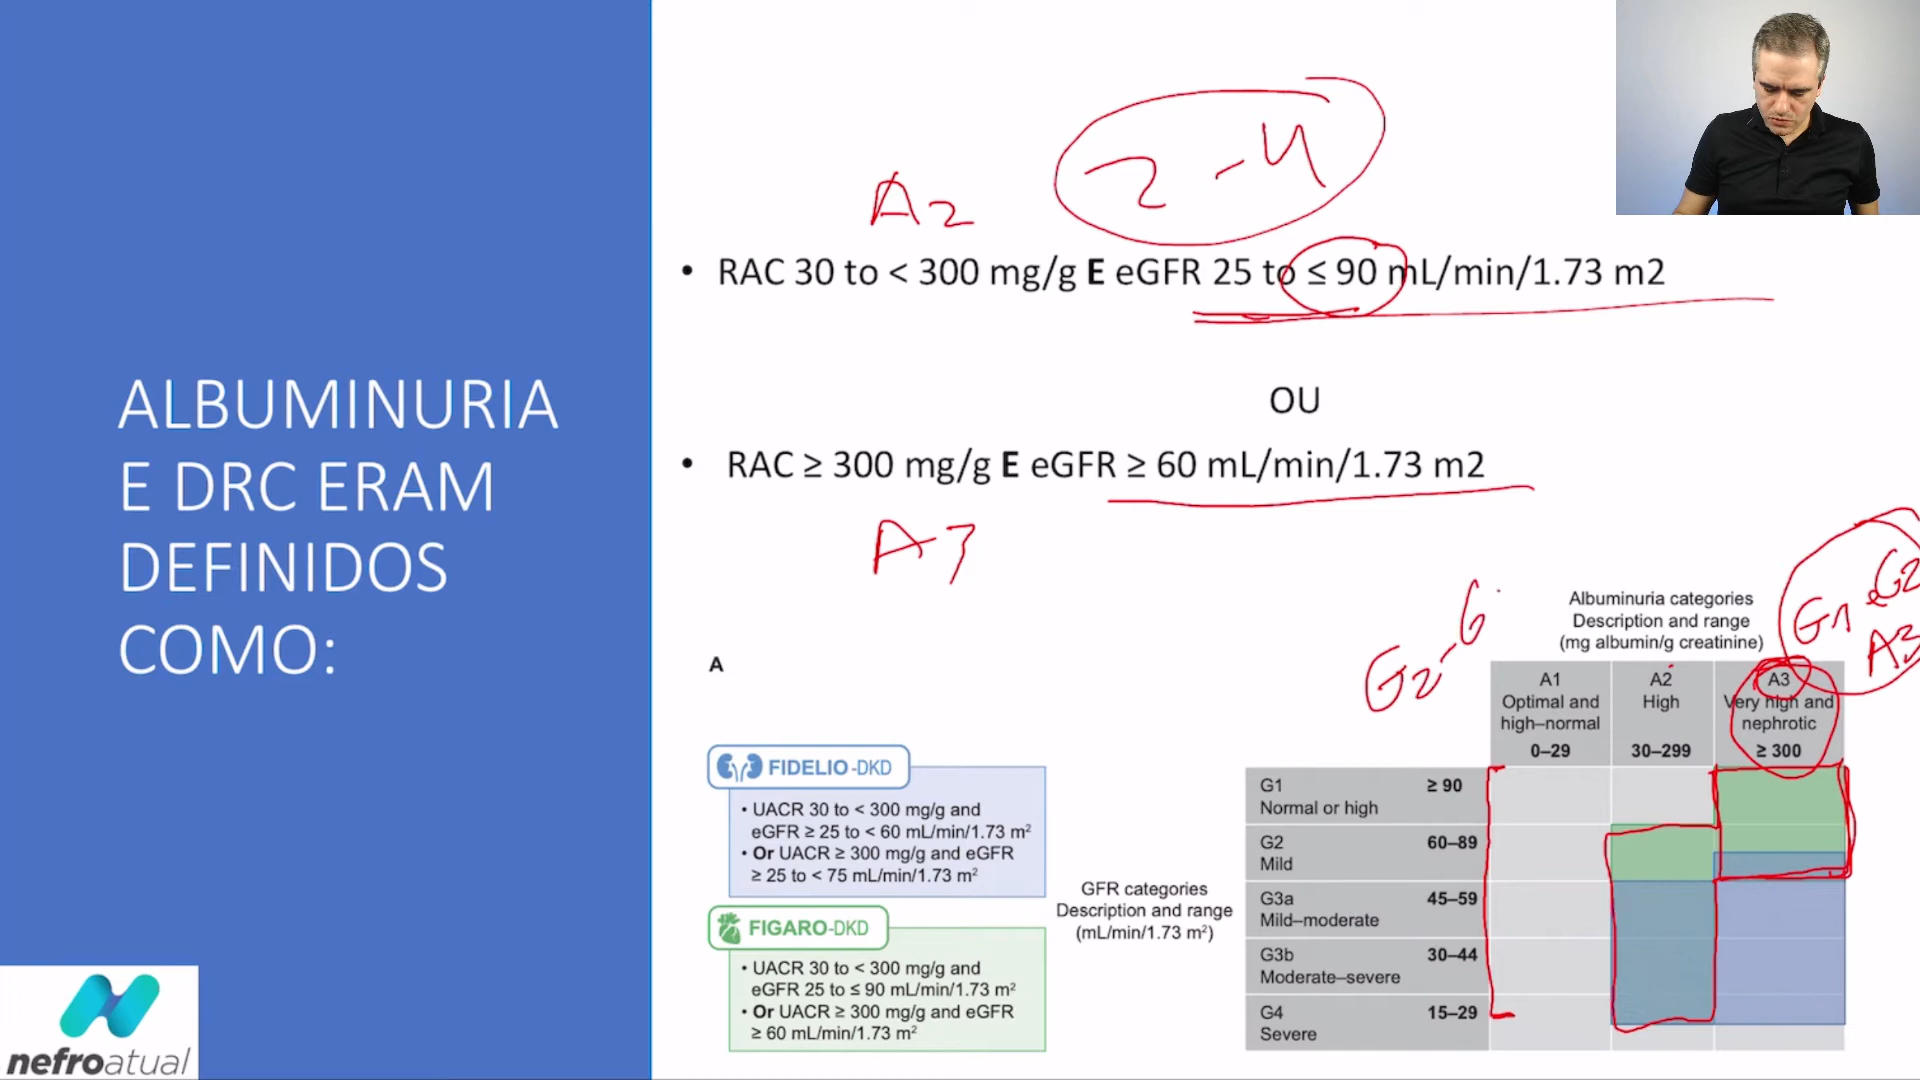 ALBUMINURIA
E DRC ERAM
DEFINIDOS
COMO:
nefroatual
A2
2 - 4
• RAC 30 to < 300 mg/g E eGFR 25 to ≤ 90 mL/min/1.73 m2
OU
• RAC ≥ 300 mg/g E eGFR ≥ 60 mL/min/1.73 m2
A3
G1 e G2
A3
A
FIDELIO-DKD
• UACR 30 to < 300 mg/g and
eGFR ≥ 25 to < 60 mL/min/1.73 m²
• Or UACR ≥ 300 mg/g and eGFR
≥ 25 to < 75 mL/min/1.73 m²
FIGARO-DKD
• UACR 30 to < 300 mg/g and
eGFR 25 to ≤ 90 mL/min/1.73 m²
• Or UACR ≥ 300 mg/g and eGFR
≥ 60 mL/min/1.73 m²
GFR categories
Description and range
(mL/min/1.73 m²)
G2-G
Albuminuria categories
Description and range
(mg albumin/g creatinine)
A1
Optimal and
high–normal
0–29
A2
High
30–299
A3
Very high and
nephrotic
≥ 300
G1 ≥ 90
Normal or high
G2 60–89
Mild
G3a 45–59
Mild–moderate
G3b 30–44
Moderate–severe
G4 15–29
Severe